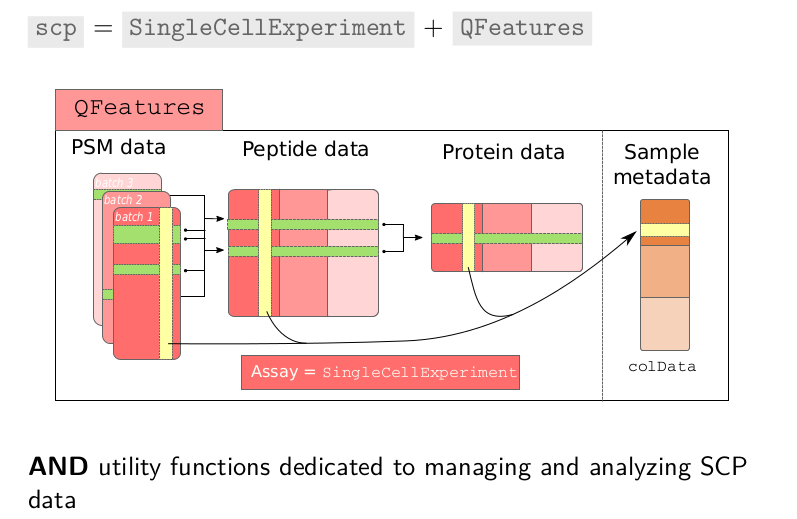 scp = SingleCellExperiment + QFeatures
QFeatures
PSM data
Peptide data
Protein data
Sample
metadata
batch 3
batch 2
batch 1
Assay = SingleCellExperiment
colData
AND utility functions dedicated to managing and analyzing SCP
data